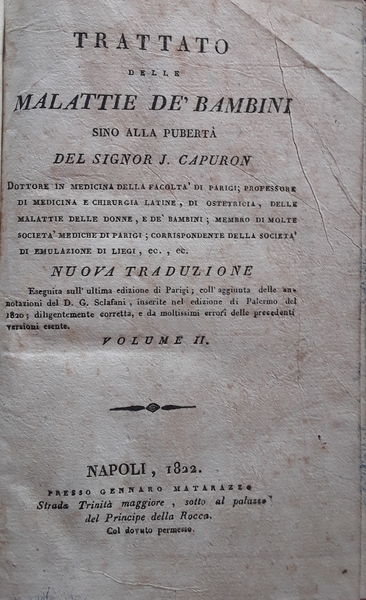 TRATTATO
DELLE
MALATTIE DE' BAMBINI
SINO ALLA PUBERTÀ
DEL SIGNOR J. CAPURON
DOTTORE IN MEDICINA DELLA FACOLTA' DI PARIGI; PROFESSORE
DI MEDICINA E CHIRURGIA LATINE, DI OSTETRICIA, DELLE
MALATTIE DELLE DONNE, E DE' BAMBINI; MEMBRO DI MOLTE
SOCIETA' MEDICHE DI PARIGI; CORRISPONDENTE DELLA SOCIETA'
DI EMULAZIONE DI LIEGI, EC., EC.
NUOVA TRADUZIONE
Eseguita sull' ultima edizione di Parigi; coll' aggiunta delle an-
notazioni del D. G. Sclafani, inserite nel edizione di Palermo del
1820; diligentemente corretta, e da moltissimi errori delle precedenti
versioni esente.
VOLUME II.
NAPOLI, 1822.
PRESSO GENNARO MATARAZZO
Strada Trinità maggiore, sotto al palazzo
del Principe della Rocca.
Col dovuto permesso.